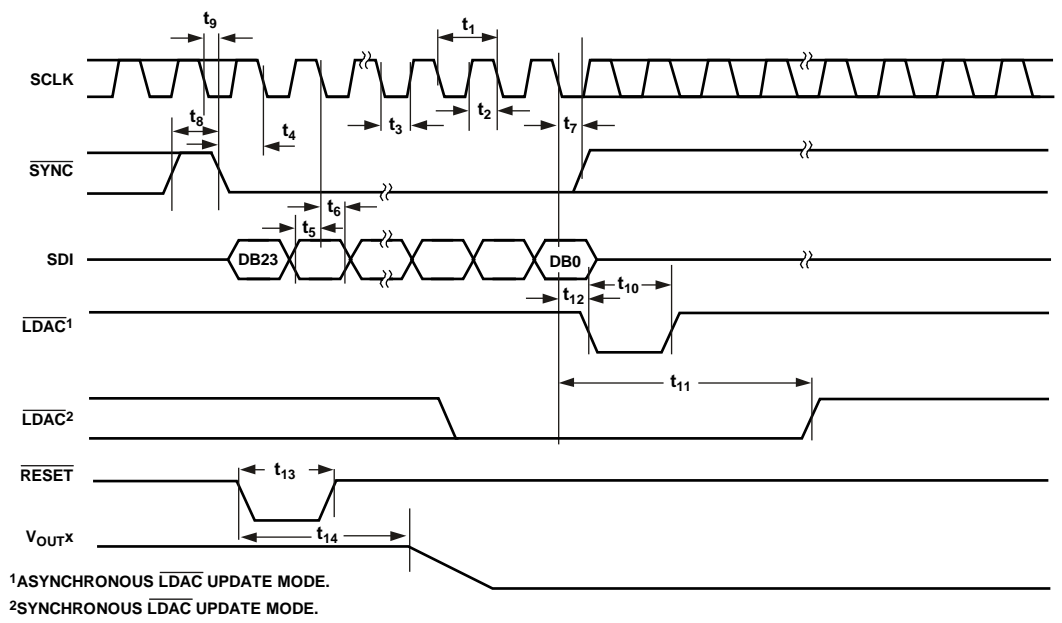 t9
t1
SCLK
t8
t4
t3
t2
t7
SYNC
t6
t5
SDI
DB23
DB0
t12
t10
LDAC1
t11
LDAC2
RESET
t13
t14
VOUTX
1ASYNCHRONOUS LDAC UPDATE MODE.
2SYNCHRONOUS LDAC UPDATE MODE.